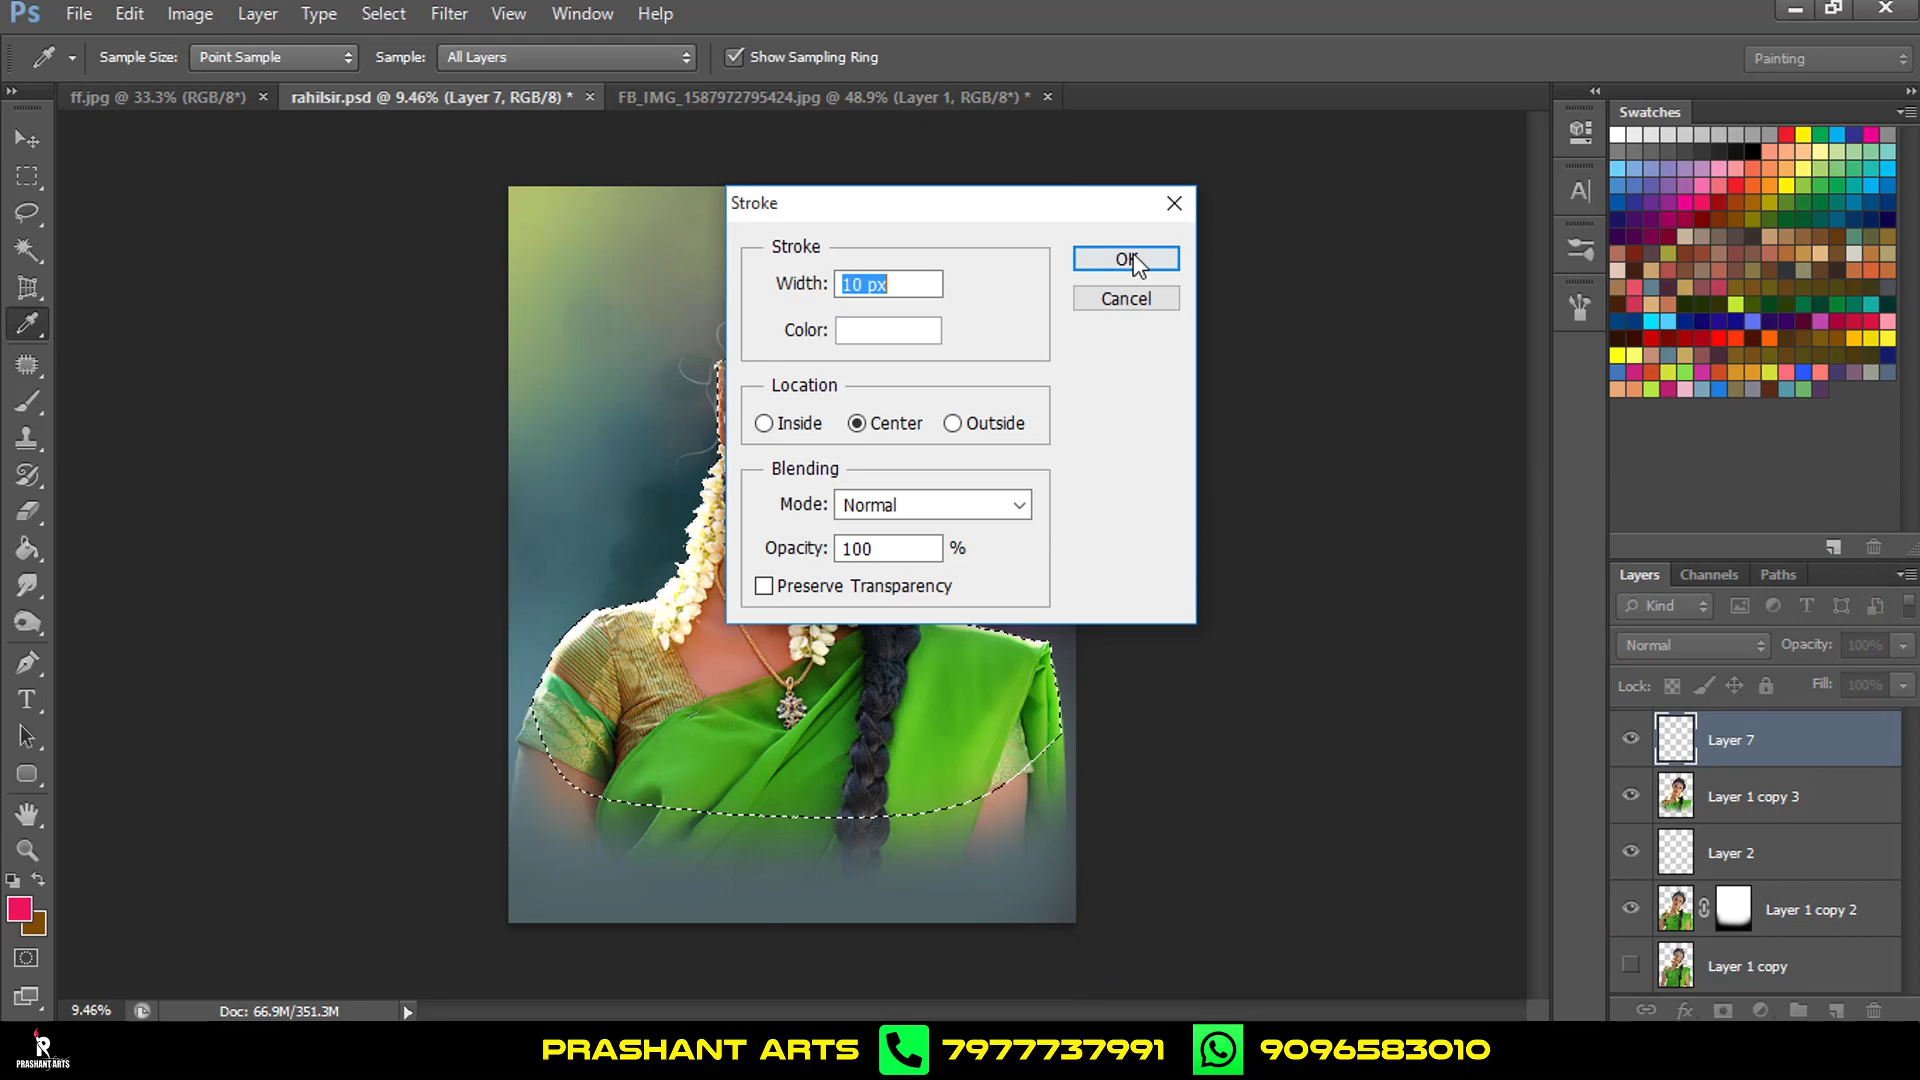 Ps File Edit Image Layer Type Select Filter View Window Help
Sample Size: Point Sample Sample: All Layers Show Sampling Ring Painting
ff.jpg @ 33.3% (RGB/8*) × rahilsir.psd @ 9.46% (Layer 7, RGB/8) * × FB_IMG_1587972795424.jpg @ 48.9% (Layer 1, RGB/8*) * ×
Swatches
Stroke
Stroke
Width: 10 px
Color:
OK
Cancel
Location
Inside Center Outside
Blending
Mode: Normal
Opacity: 100 %
Preserve Transparency
Layers Channels Paths
Kind
Normal Opacity: 100%
Lock: Fill: 100%
Layer 7
Layer 1 copy 3
Layer 2
Layer 1 copy 2
Layer 1 copy
9.46% Doc: 66.9M/351.3M
PRASHANT ARTS
PRASHANT ARTS 7977737991 9096583010